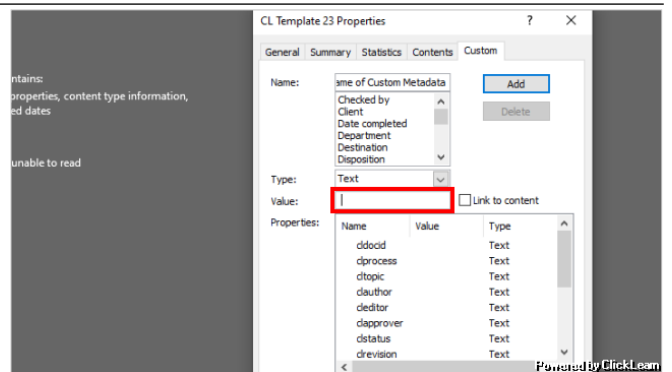 CL Template 23 Properties ? ×
General Summary Statistics Contents Custom
ntains:
properties, content type information,
ed dates
unable to read
Name: ame of Custom Metadata Add
Checked by
Client
Date completed
Department
Destination
Disposition
Delete
Type: Text
Value: Link to content
Properties:
Name Value Type
cldocid Text
clprocess Text
cltopic Text
clauthor Text
cleditor Text
clapprover Text
clstatus Text
clrevision Text
Powered by ClickLearn